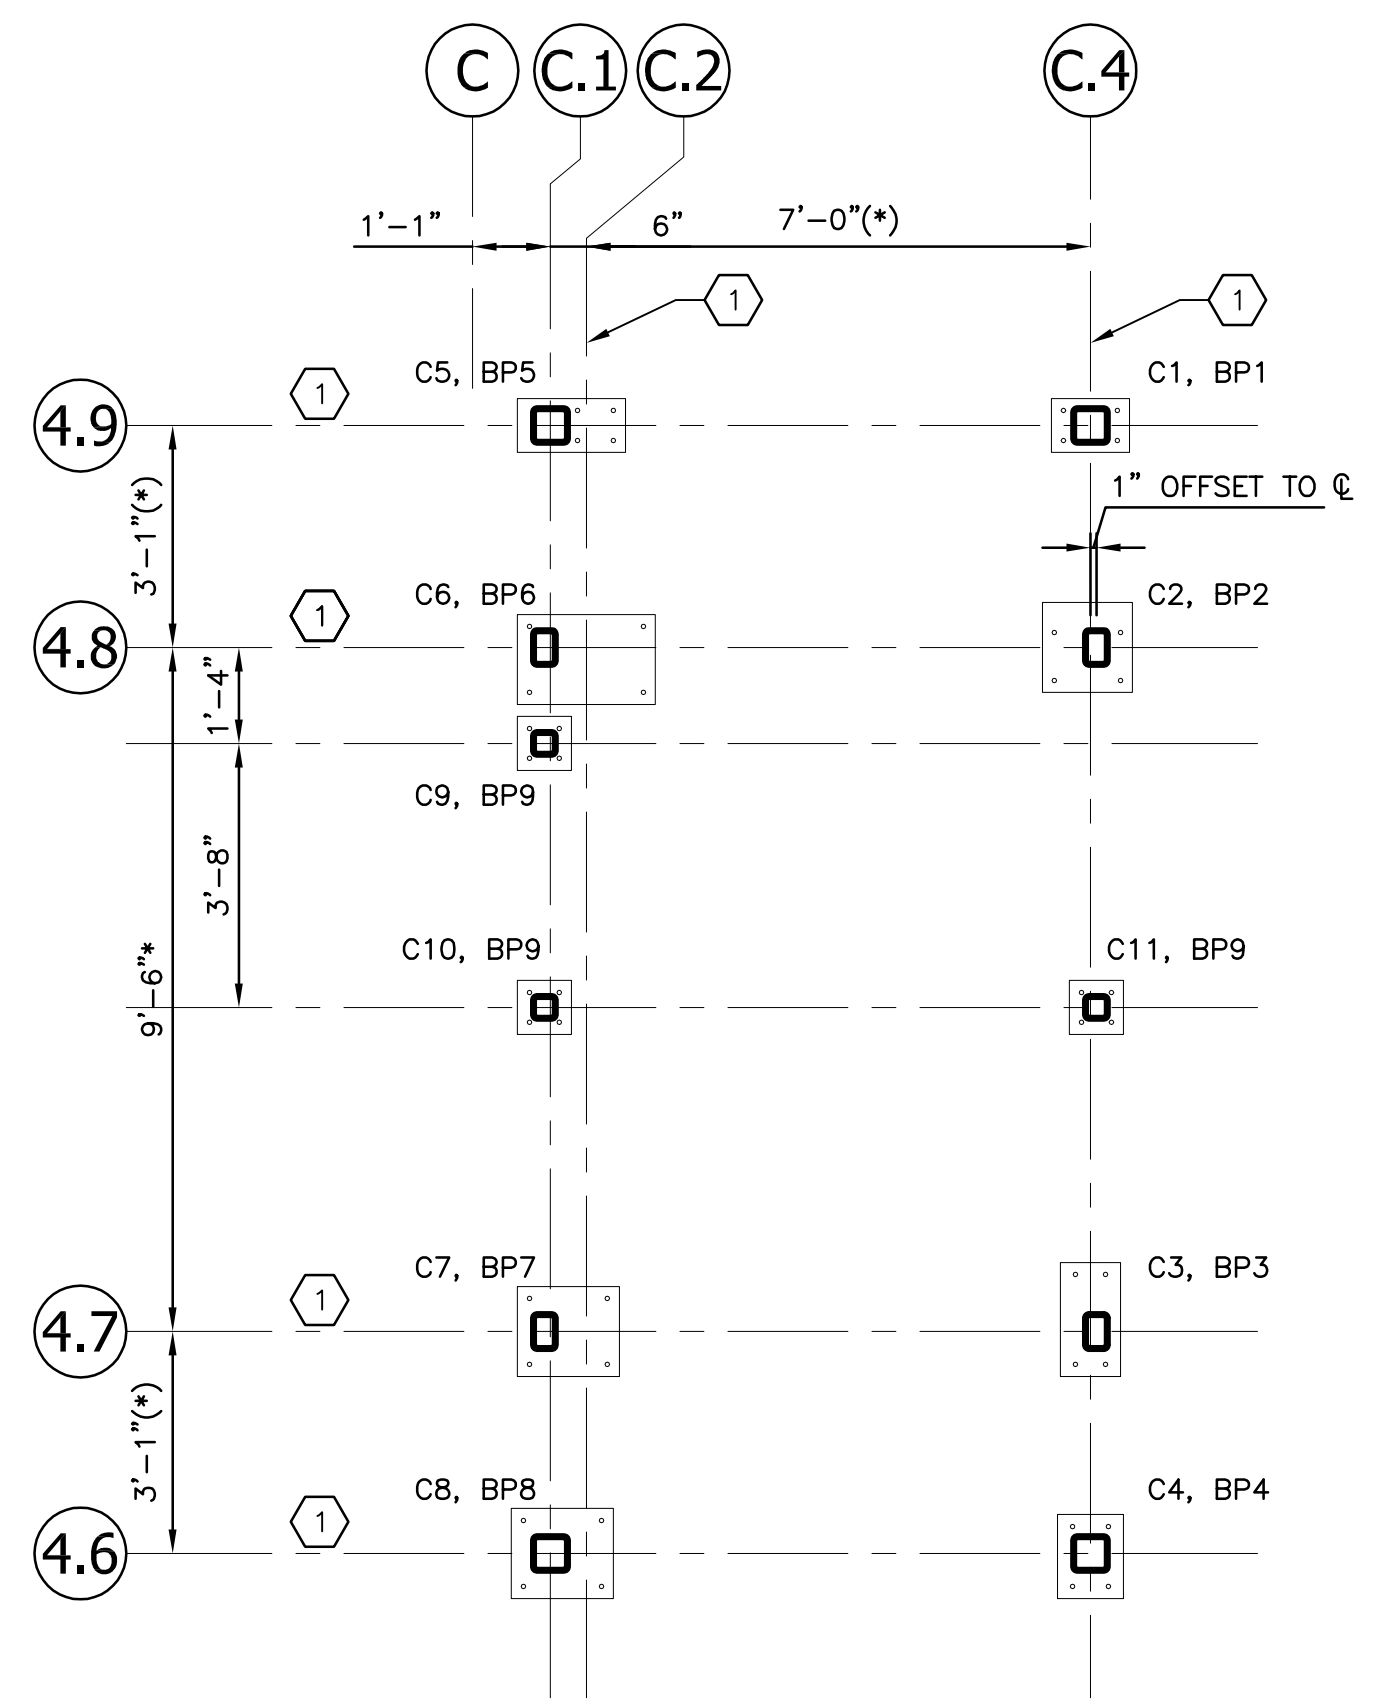 C C.1 C.2 C.4
1'-1" 6" 7'-0"(*)
1 1
C5, BP5 C1, BP1
1
4.9
1" OFFSET TO ℄
3'-1"(*)
C6, BP6 C2, BP2
1
4.8
1'-4"
C9, BP9
3'-8"
9'-6"*
C10, BP9 C11, BP9
C7, BP7 C3, BP3
1
4.7
3'-1"(*)
C8, BP8 C4, BP4
1
4.6